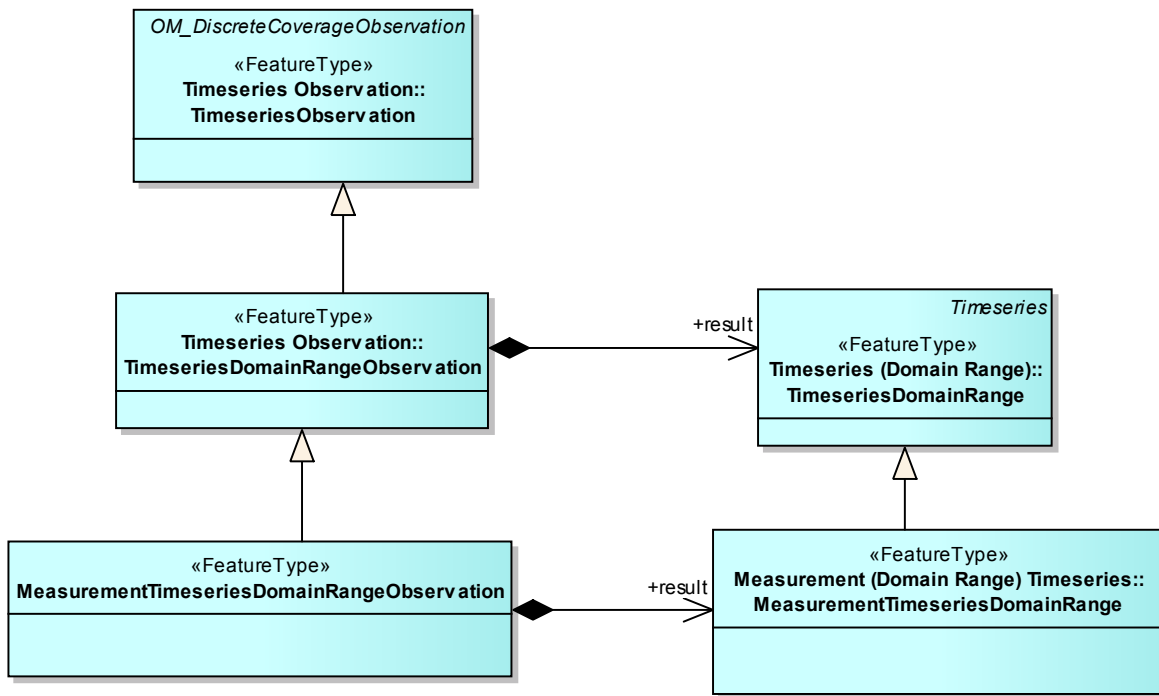 OM_DiscreteCoverageObservation
«FeatureType»
Timeseries Observation::
TimeseriesObservation
«FeatureType»
Timeseries Observation::
TimeseriesDomainRangeObservation
+result
Timeseries
«FeatureType»
Timeseries (Domain Range)::
TimeseriesDomainRange
«FeatureType»
MeasurementTimeseriesDomainRangeObservation
+result
«FeatureType»
Measurement (Domain Range) Timeseries::
MeasurementTimeseriesDomainRange